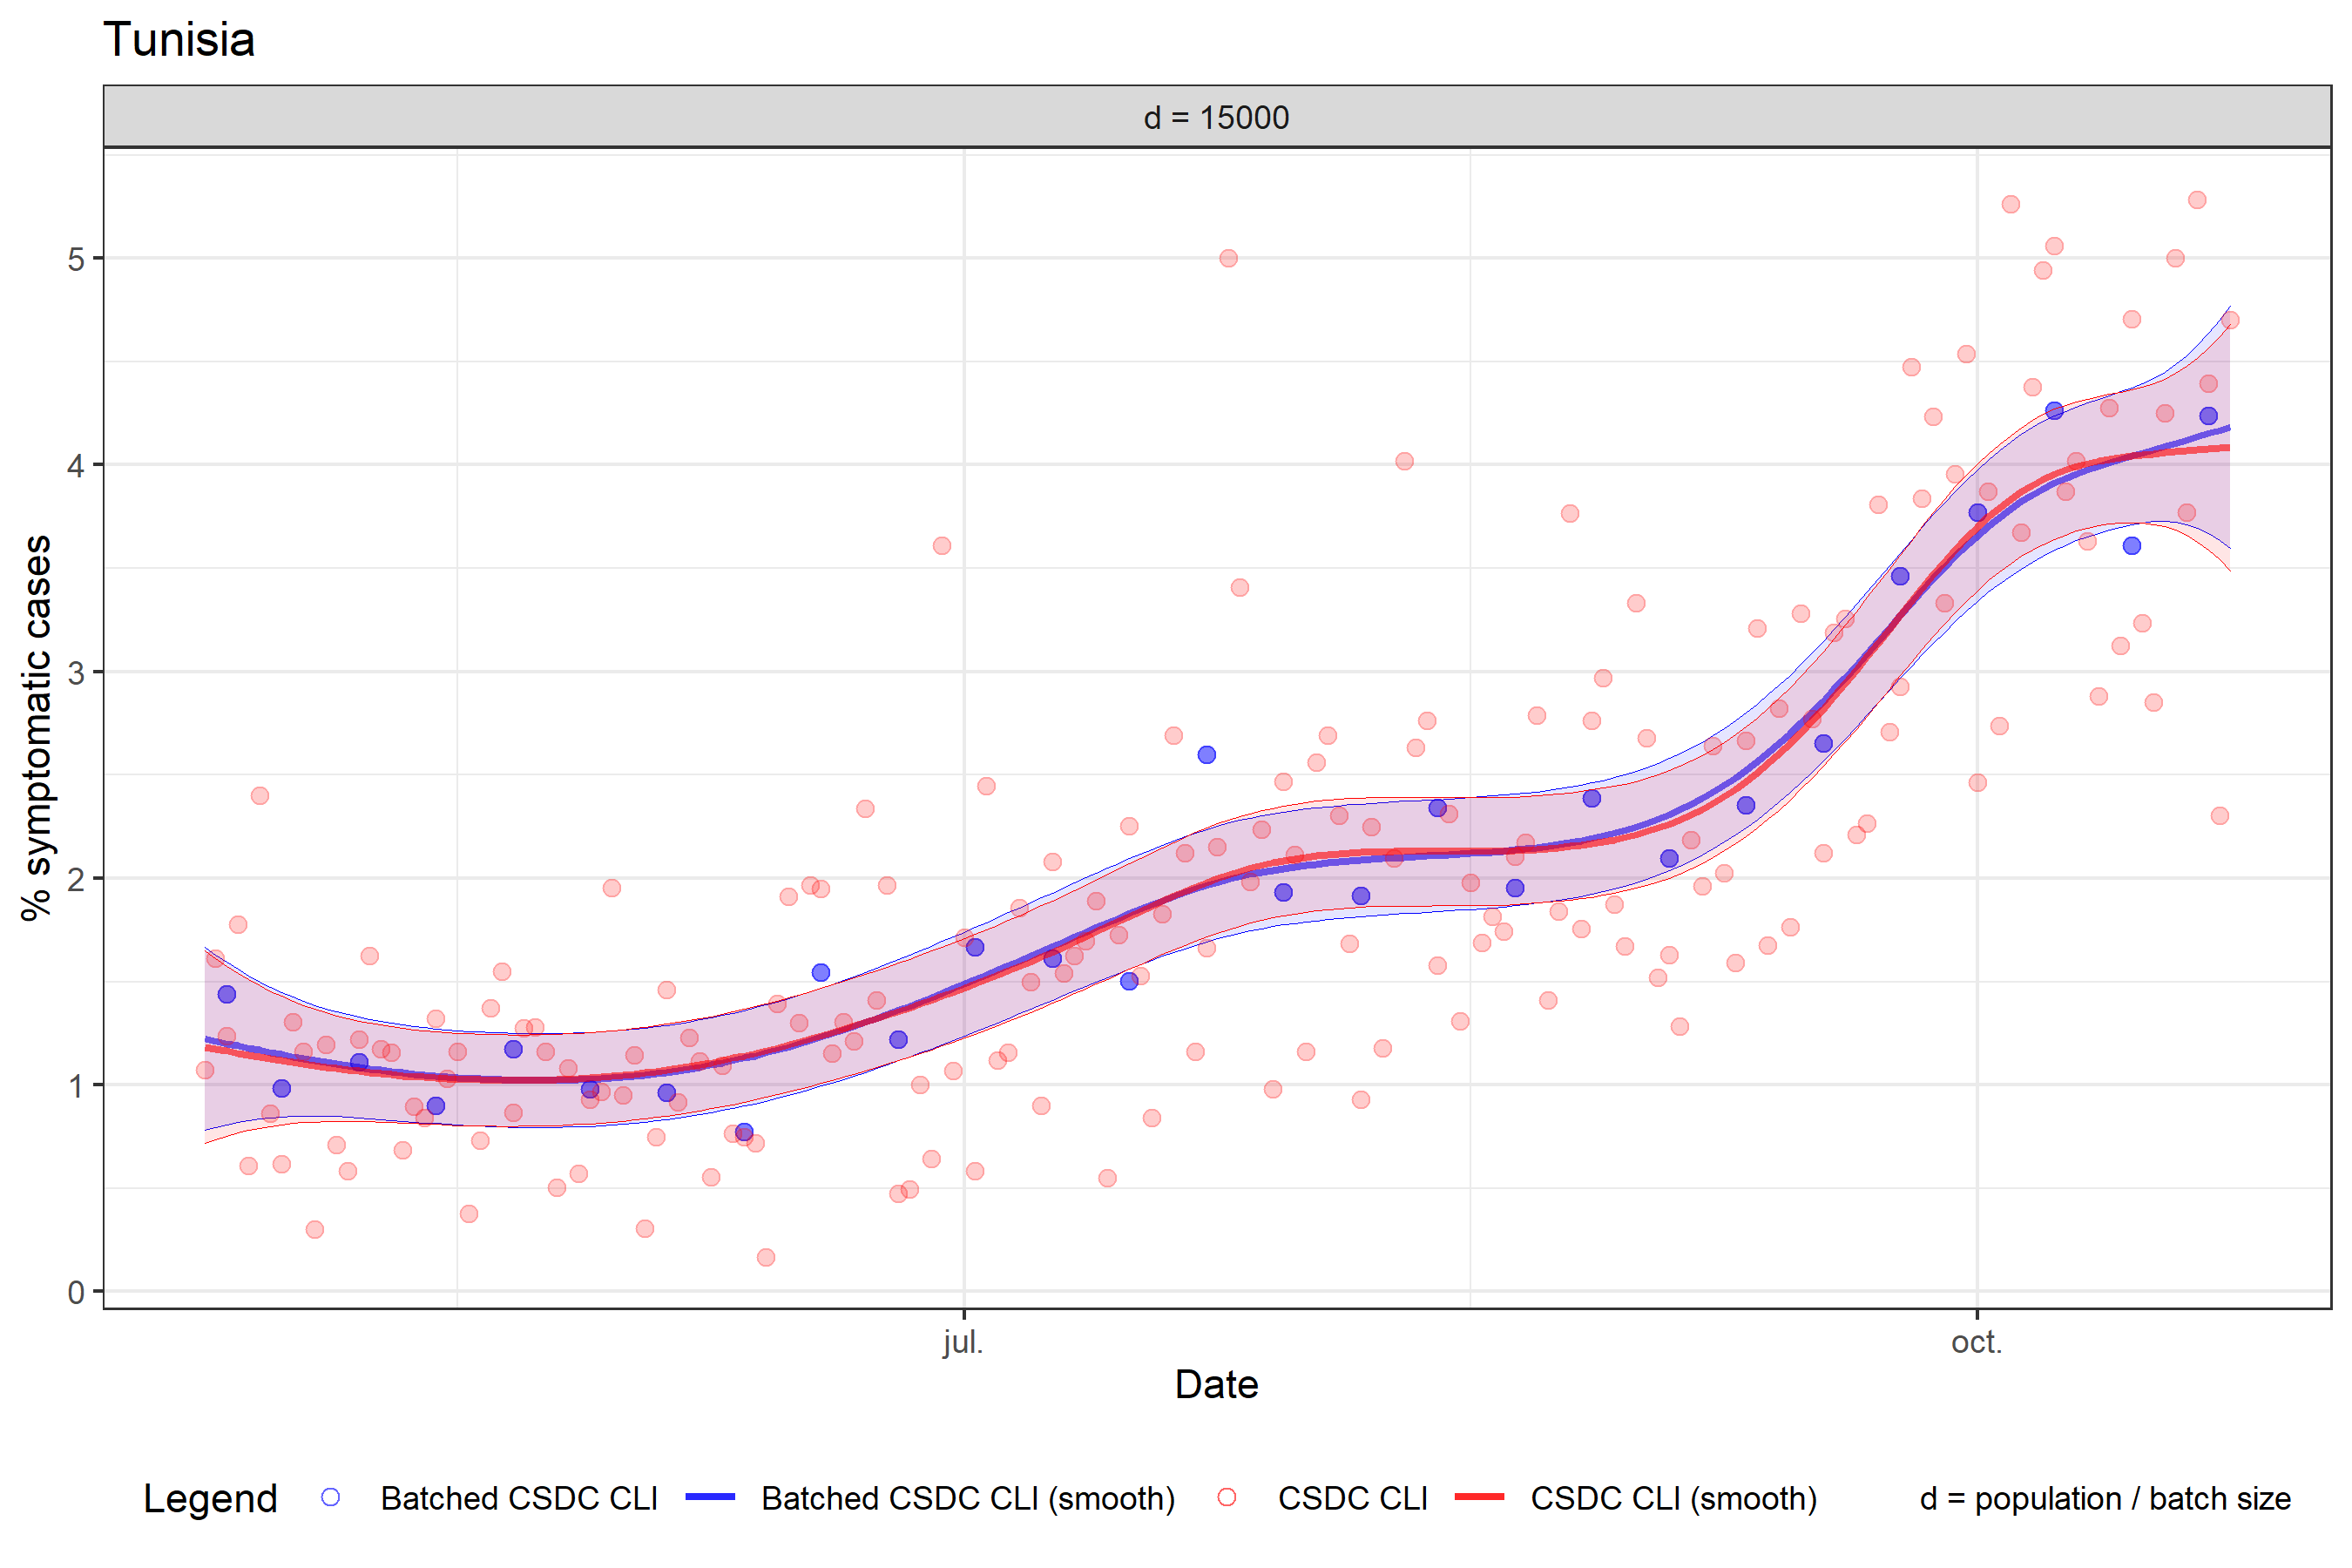 Tunisia
d = 15000
% symptomatic cases
5
4
3
2
1
0
jul.
oct.
Date
Legend Batched CSDC CLI Batched CSDC CLI (smooth) CSDC CLI CSDC CLI (smooth) d = population / batch size